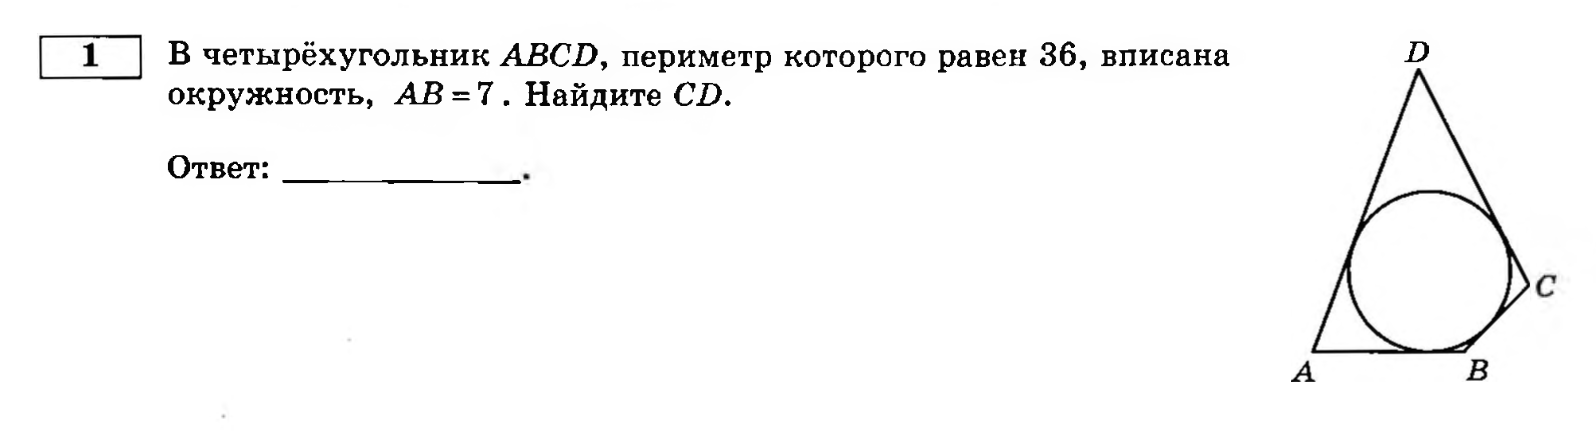 1
В четырёхугольник ABCD, периметр которого равен 36, вписана
окружность, AB = 7 . Найдите CD.
Ответ: ____________.
D
C
A
B